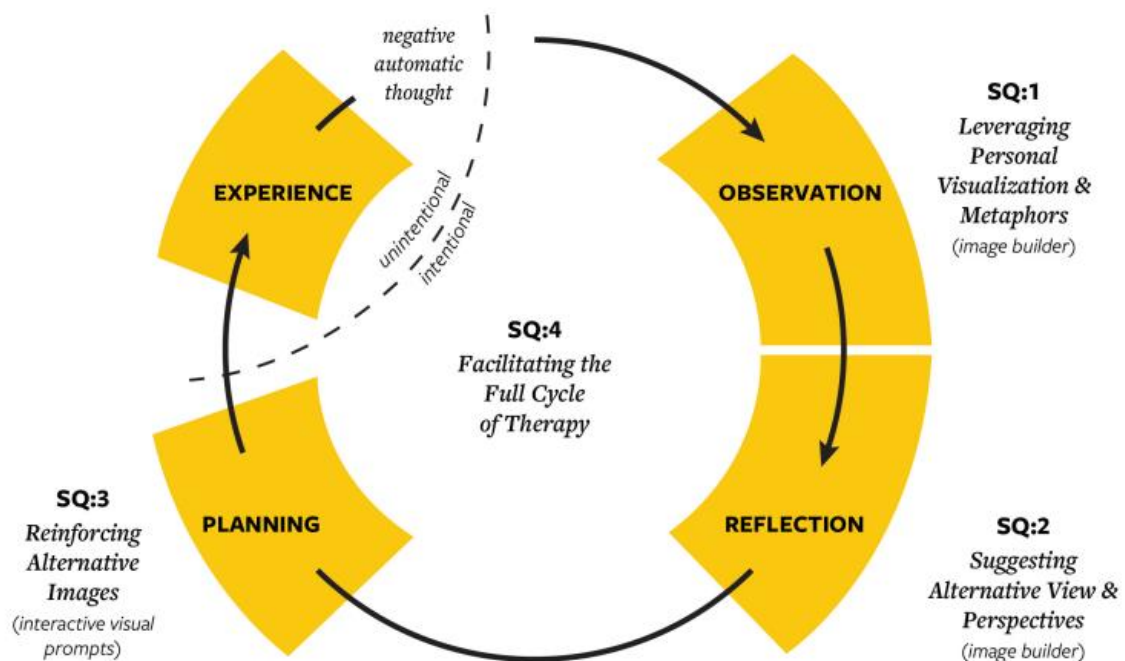 negative
automatic
thought
EXPERIENCE
unintentional
intentional
OBSERVATION
SQ:1
Leveraging
Personal
Visualization &
Metaphors
(image builder)
SQ:4
Facilitating the
Full Cycle
of Therapy
SQ:3
Reinforcing
Alternative
Images
(interactive visual
prompts)
PLANNING
REFLECTION
SQ:2
Suggesting
Alternative View &
Perspectives
(image builder)